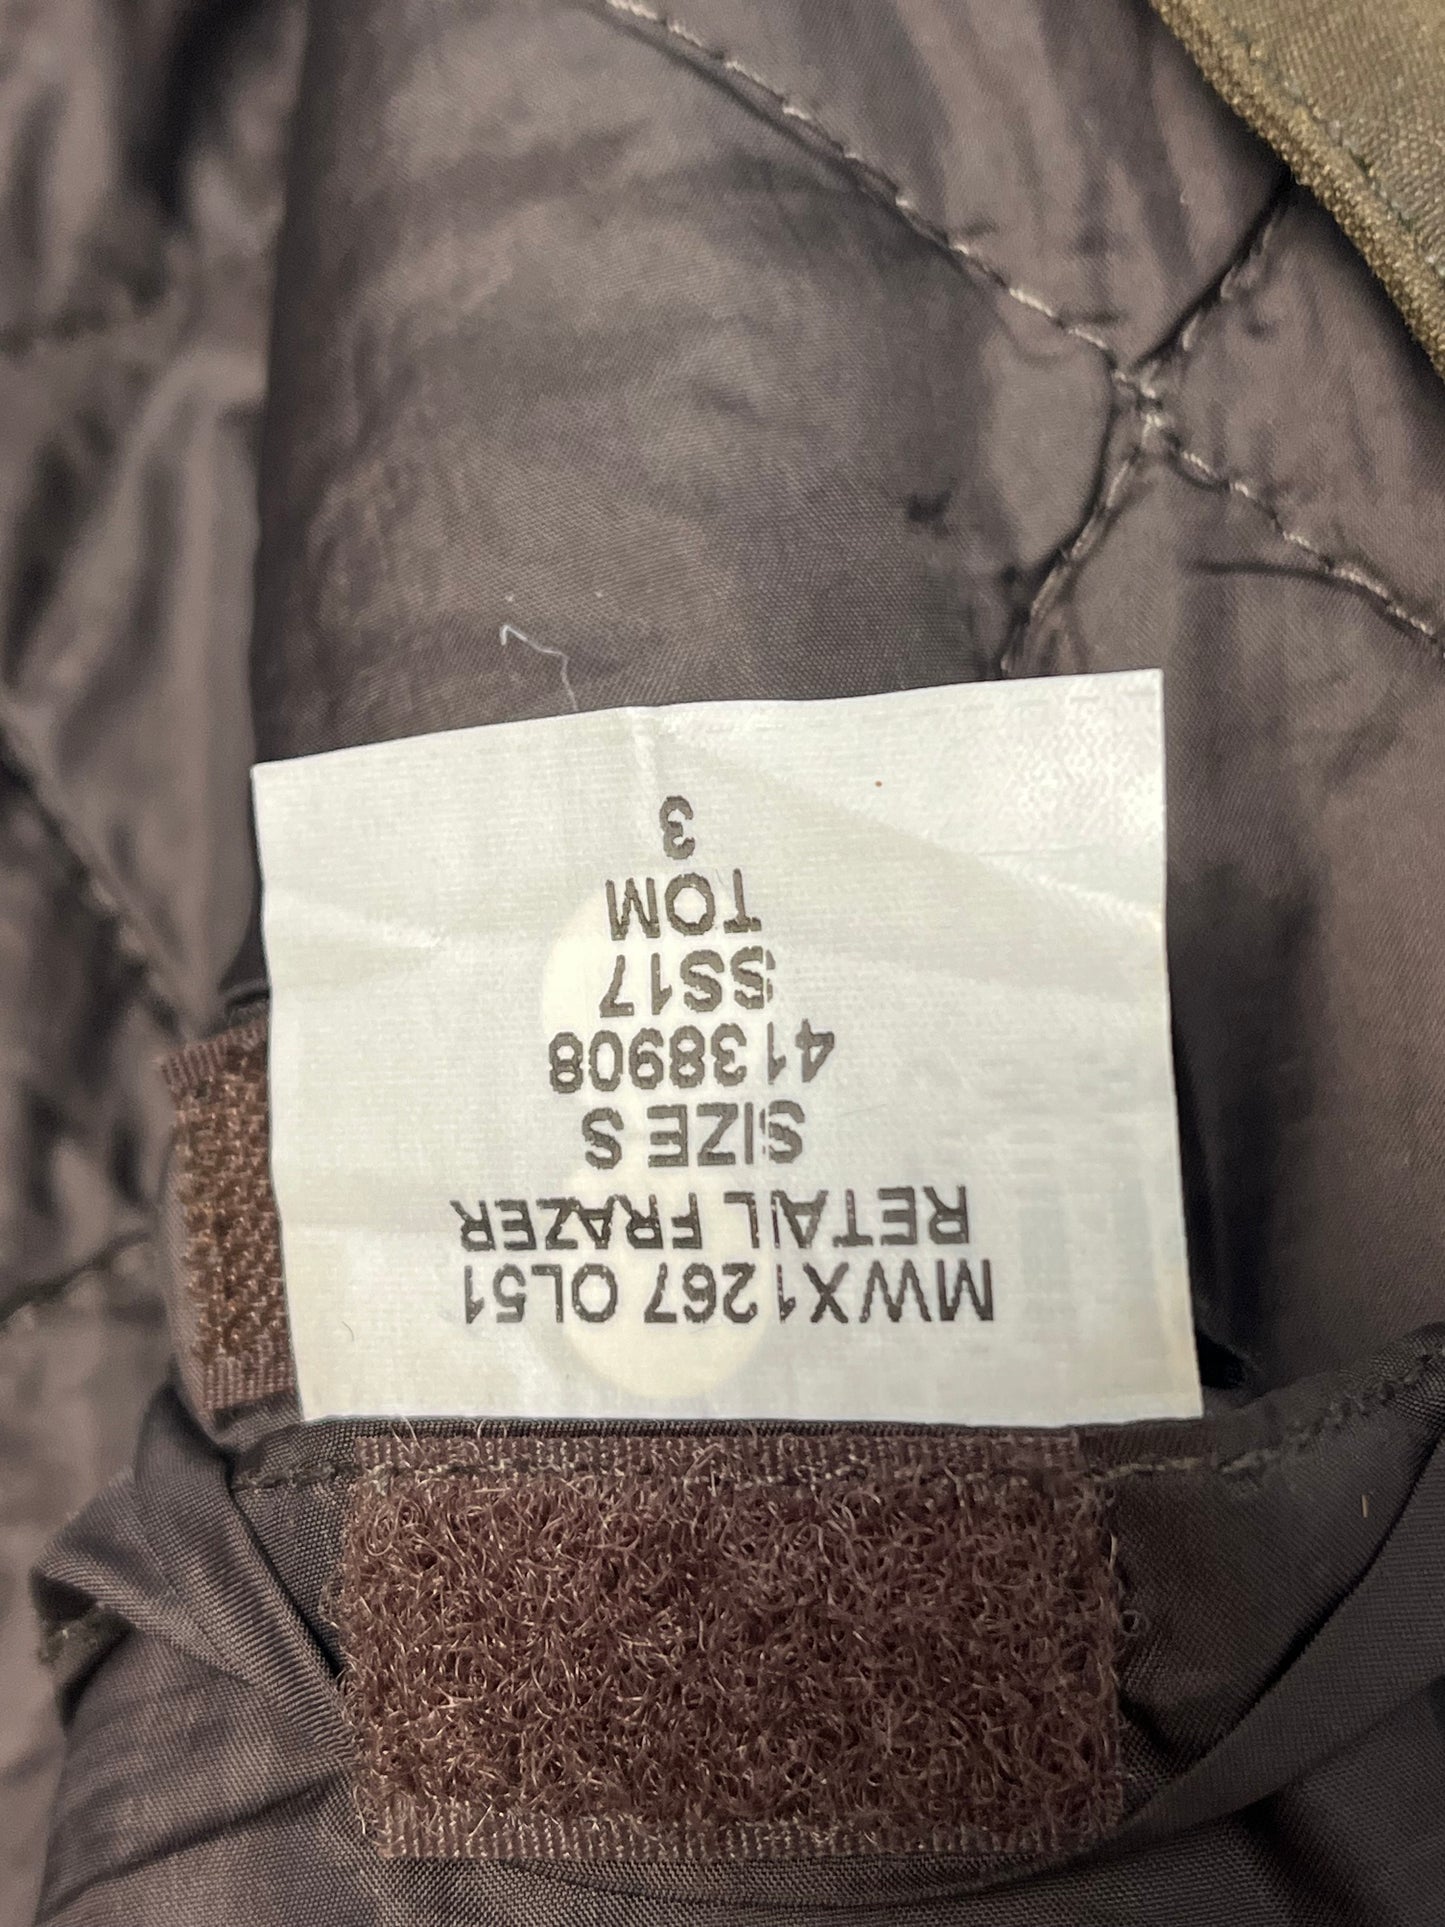 MWX1267 OL51
RETAIL FRAZER
SIZE S
4138908
SS17
TOM
3